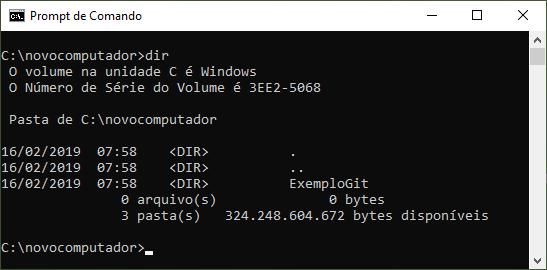 Prompt de Comando
C:\novocomputador>dir
O volume na unidade C é Windows
O Número de Série do Volume é 3EE2-5068
Pasta de C:\novocomputador
16/02/2019  07:58    <DIR>          .
16/02/2019  07:58    <DIR>          ..
16/02/2019  07:58    <DIR>          ExemploGit
0 arquivo(s)              0 bytes
3 pasta(s)   324.248.604.672 bytes disponíveis
C:\novocomputador>